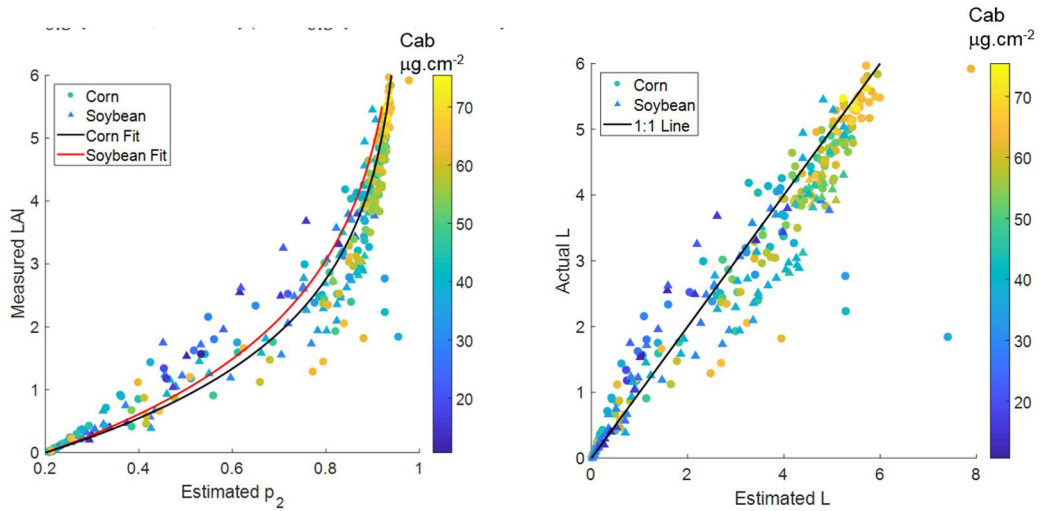 Cab
µg.cm-2
Corn
Soybean
Corn Fit
Soybean Fit
Measured LAI
6
5
4
3
2
1
0
0.2
0.4
0.6
0.8
1
Estimated p2
70
60
50
40
30
20
Cab
µg.cm-2
Corn
Soybean
1:1 Line
Actual L
6
5
4
3
2
1
0
0
2
4
6
8
Estimated L
70
60
50
40
30
20